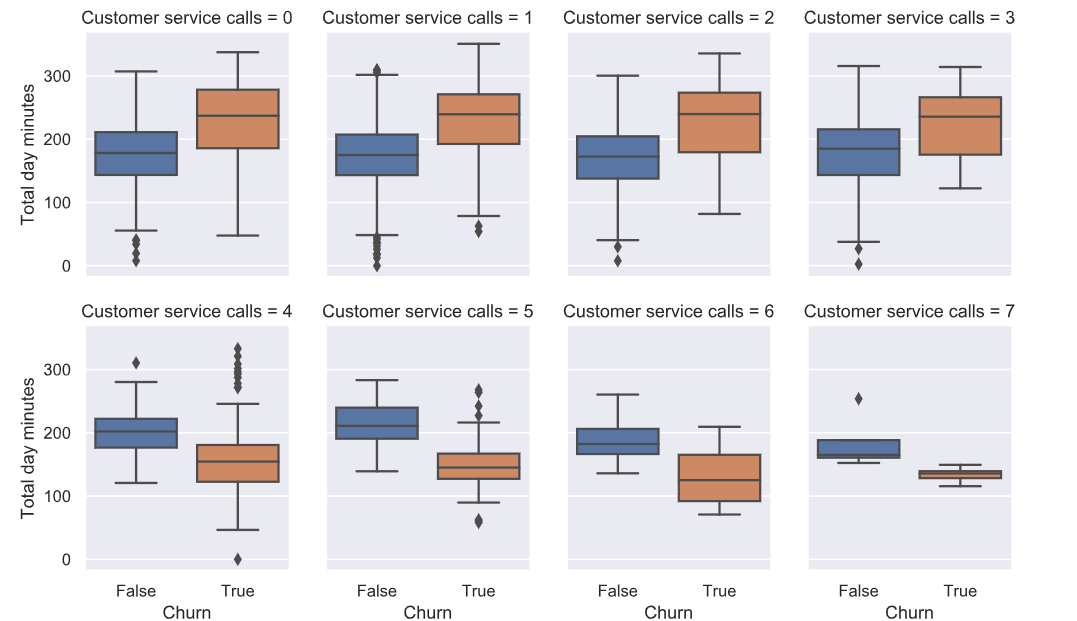 Customer service calls = 0
Customer service calls = 1
Customer service calls = 2
Customer service calls = 3
Total day minutes
300
200
100
0
Customer service calls = 4
Customer service calls = 5
Customer service calls = 6
Customer service calls = 7
Total day minutes
300
200
100
0
False True
False True
False True
False True
Churn
Churn
Churn
Churn